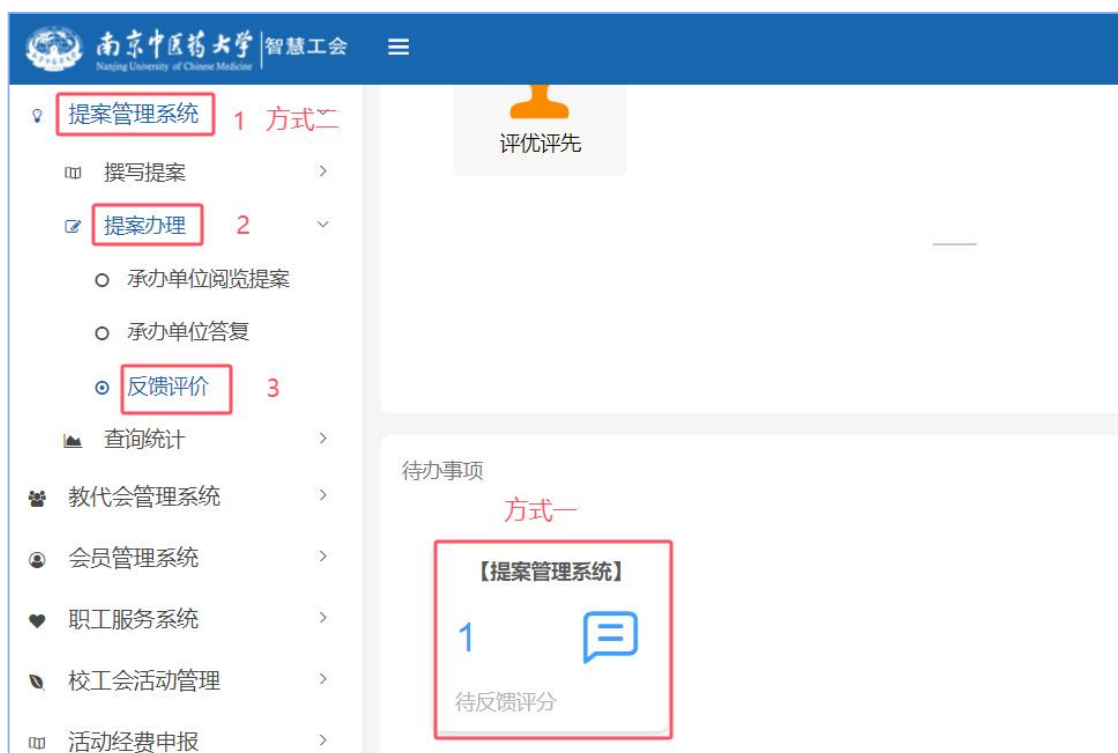 南京中医药大学 智慧工会
Nanjing University of Chinese Medicine
提案管理系统 1 方式二
撰写提案
提案办理 2
承办单位阅览提案
承办单位答复
反馈评价 3
查询统计
教代会管理系统
会员管理系统
职工服务系统
校工会活动管理
活动经费申报
评优评先
待办事项
方式一
【提案管理系统】
1
待反馈评分